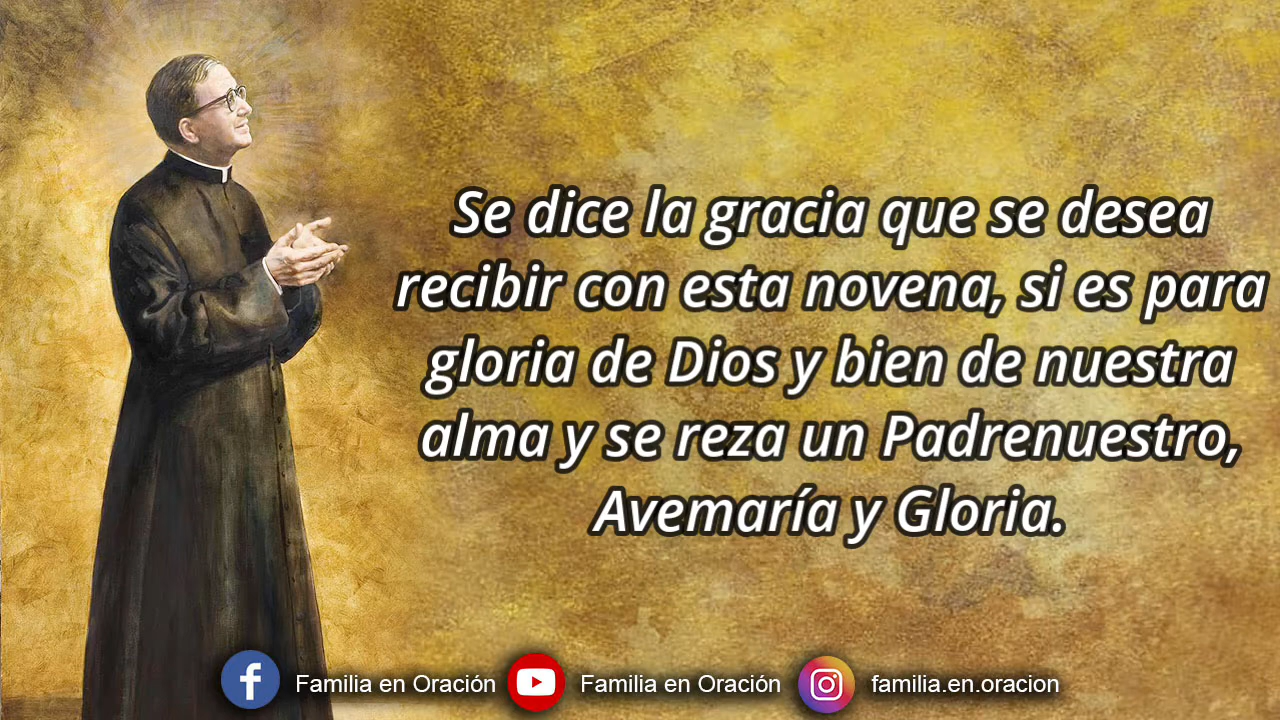 Se dice la gracia que se desea
recibir con esta novena, si es para
gloria de Dios y bien de nuestra
alma y se reza un Padrenuestro,
Avemaría y Gloria.
Familia en Oración
Familia en Oración
familia.en.oracion